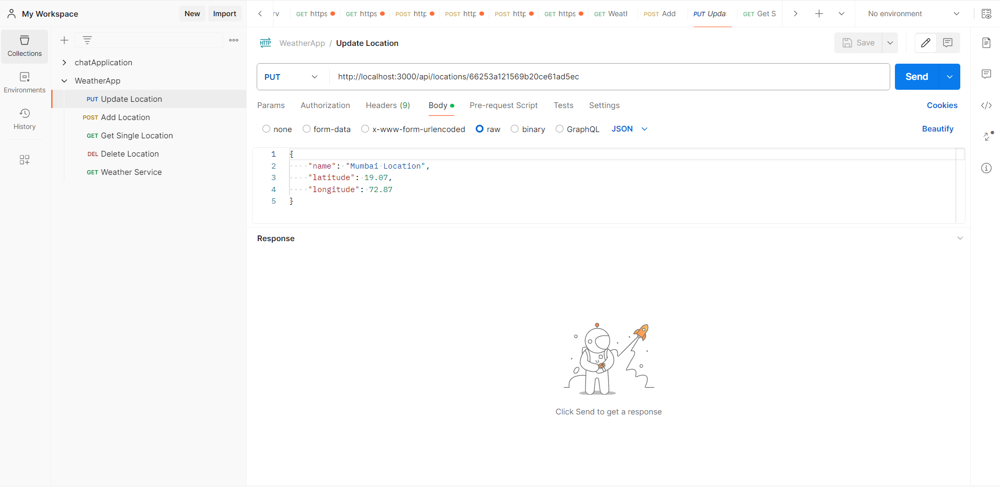 My Workspace
New
Import
rv
GET https
GET https
POST http
POST http
POST http
GET https
GET Weath
POST Add
PUT Upda
GET Get S
No environment
Collections
Environments
History
chatApplication
WeatherApp
PUT Update Location
POST Add Location
GET Get Single Location
DEL Delete Location
GET Weather Service
HTTP WeatherApp / Update Location
Save
PUT http://localhost:3000/api/locations/66253a121569b20ce61ad5ec
Send
Params Authorization Headers (9) Body Pre-request Script Tests Settings Cookies
none form-data x-www-form-urlencoded raw binary GraphQL JSON Beautify
1 {
2 "name": "Mumbai Location",
3 "latitude": 19.07,
4 "longitude": 72.87
5 }
Response
Click Send to get a response